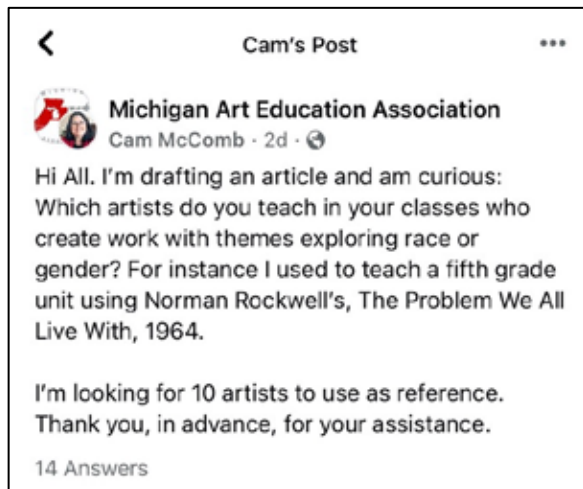 Cam's Post
Michigan Art Education Association
Cam McComb · 2d ·
Hi All. I'm drafting an article and am curious:
Which artists do you teach in your classes who
create work with themes exploring race or
gender? For instance I used to teach a fifth grade
unit using Norman Rockwell's, The Problem We All
Live With, 1964.
I'm looking for 10 artists to use as reference.
Thank you, in advance, for your assistance.
14 Answers